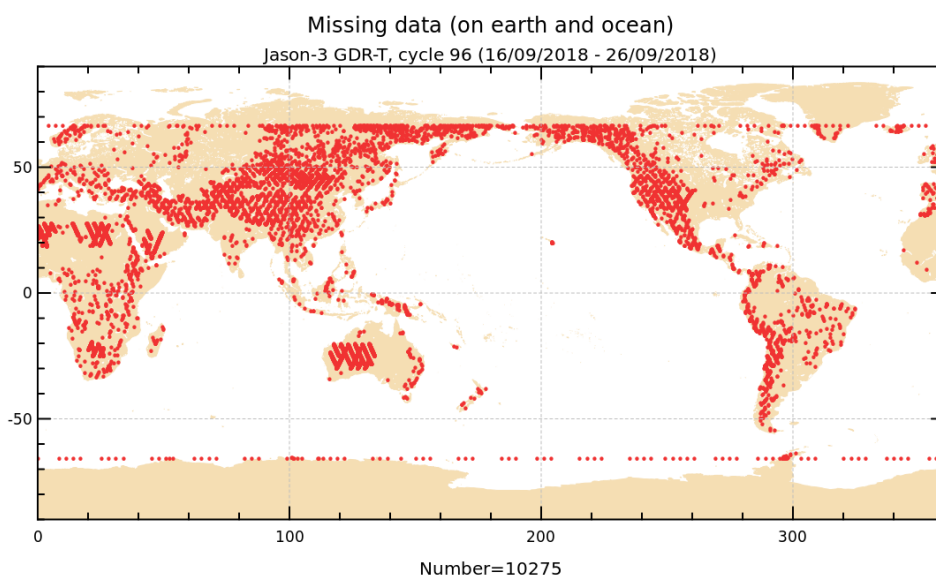 Missing data (on earth and ocean)
Jason-3 GDR-T, cycle 96 (16/09/2018 - 26/09/2018)
50
0
-50
0 100 200 300
Number=10275